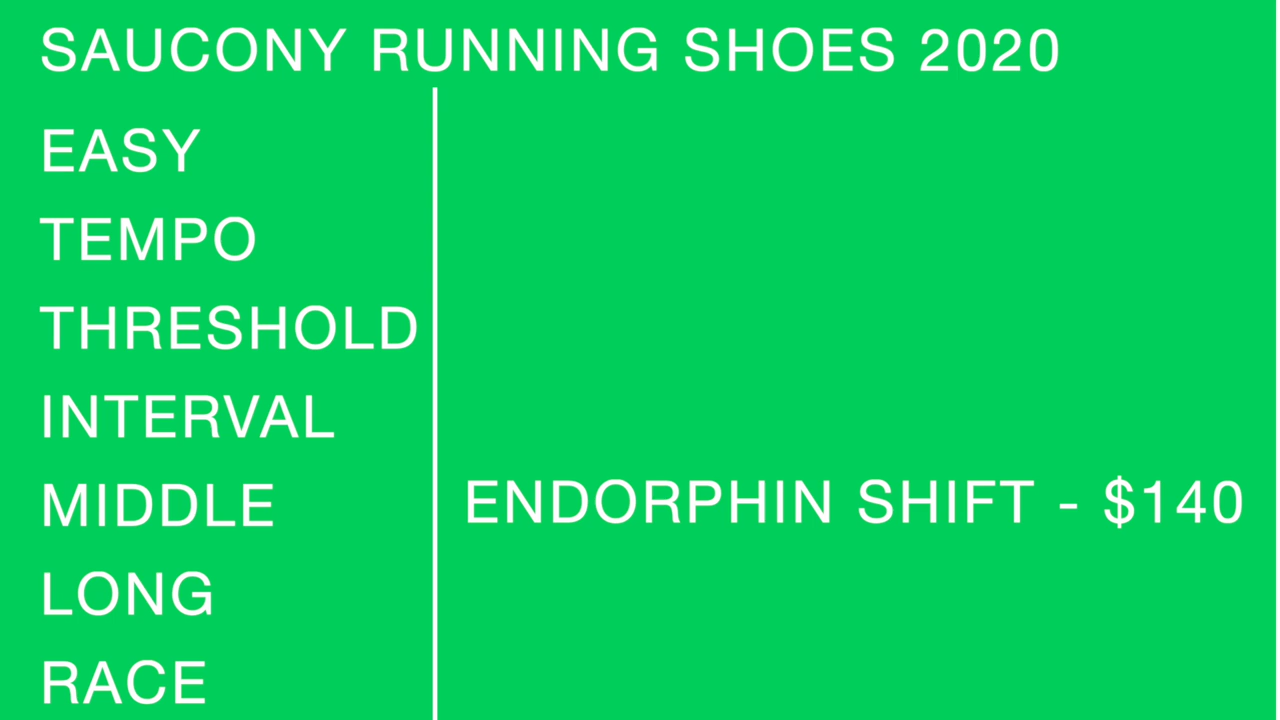 SAUCONY RUNNING SHOES 2020
EASY
TEMPO
THRESHOLD
INTERVAL
MIDDLE ENDORPHIN SHIFT - $140
LONG
RACE